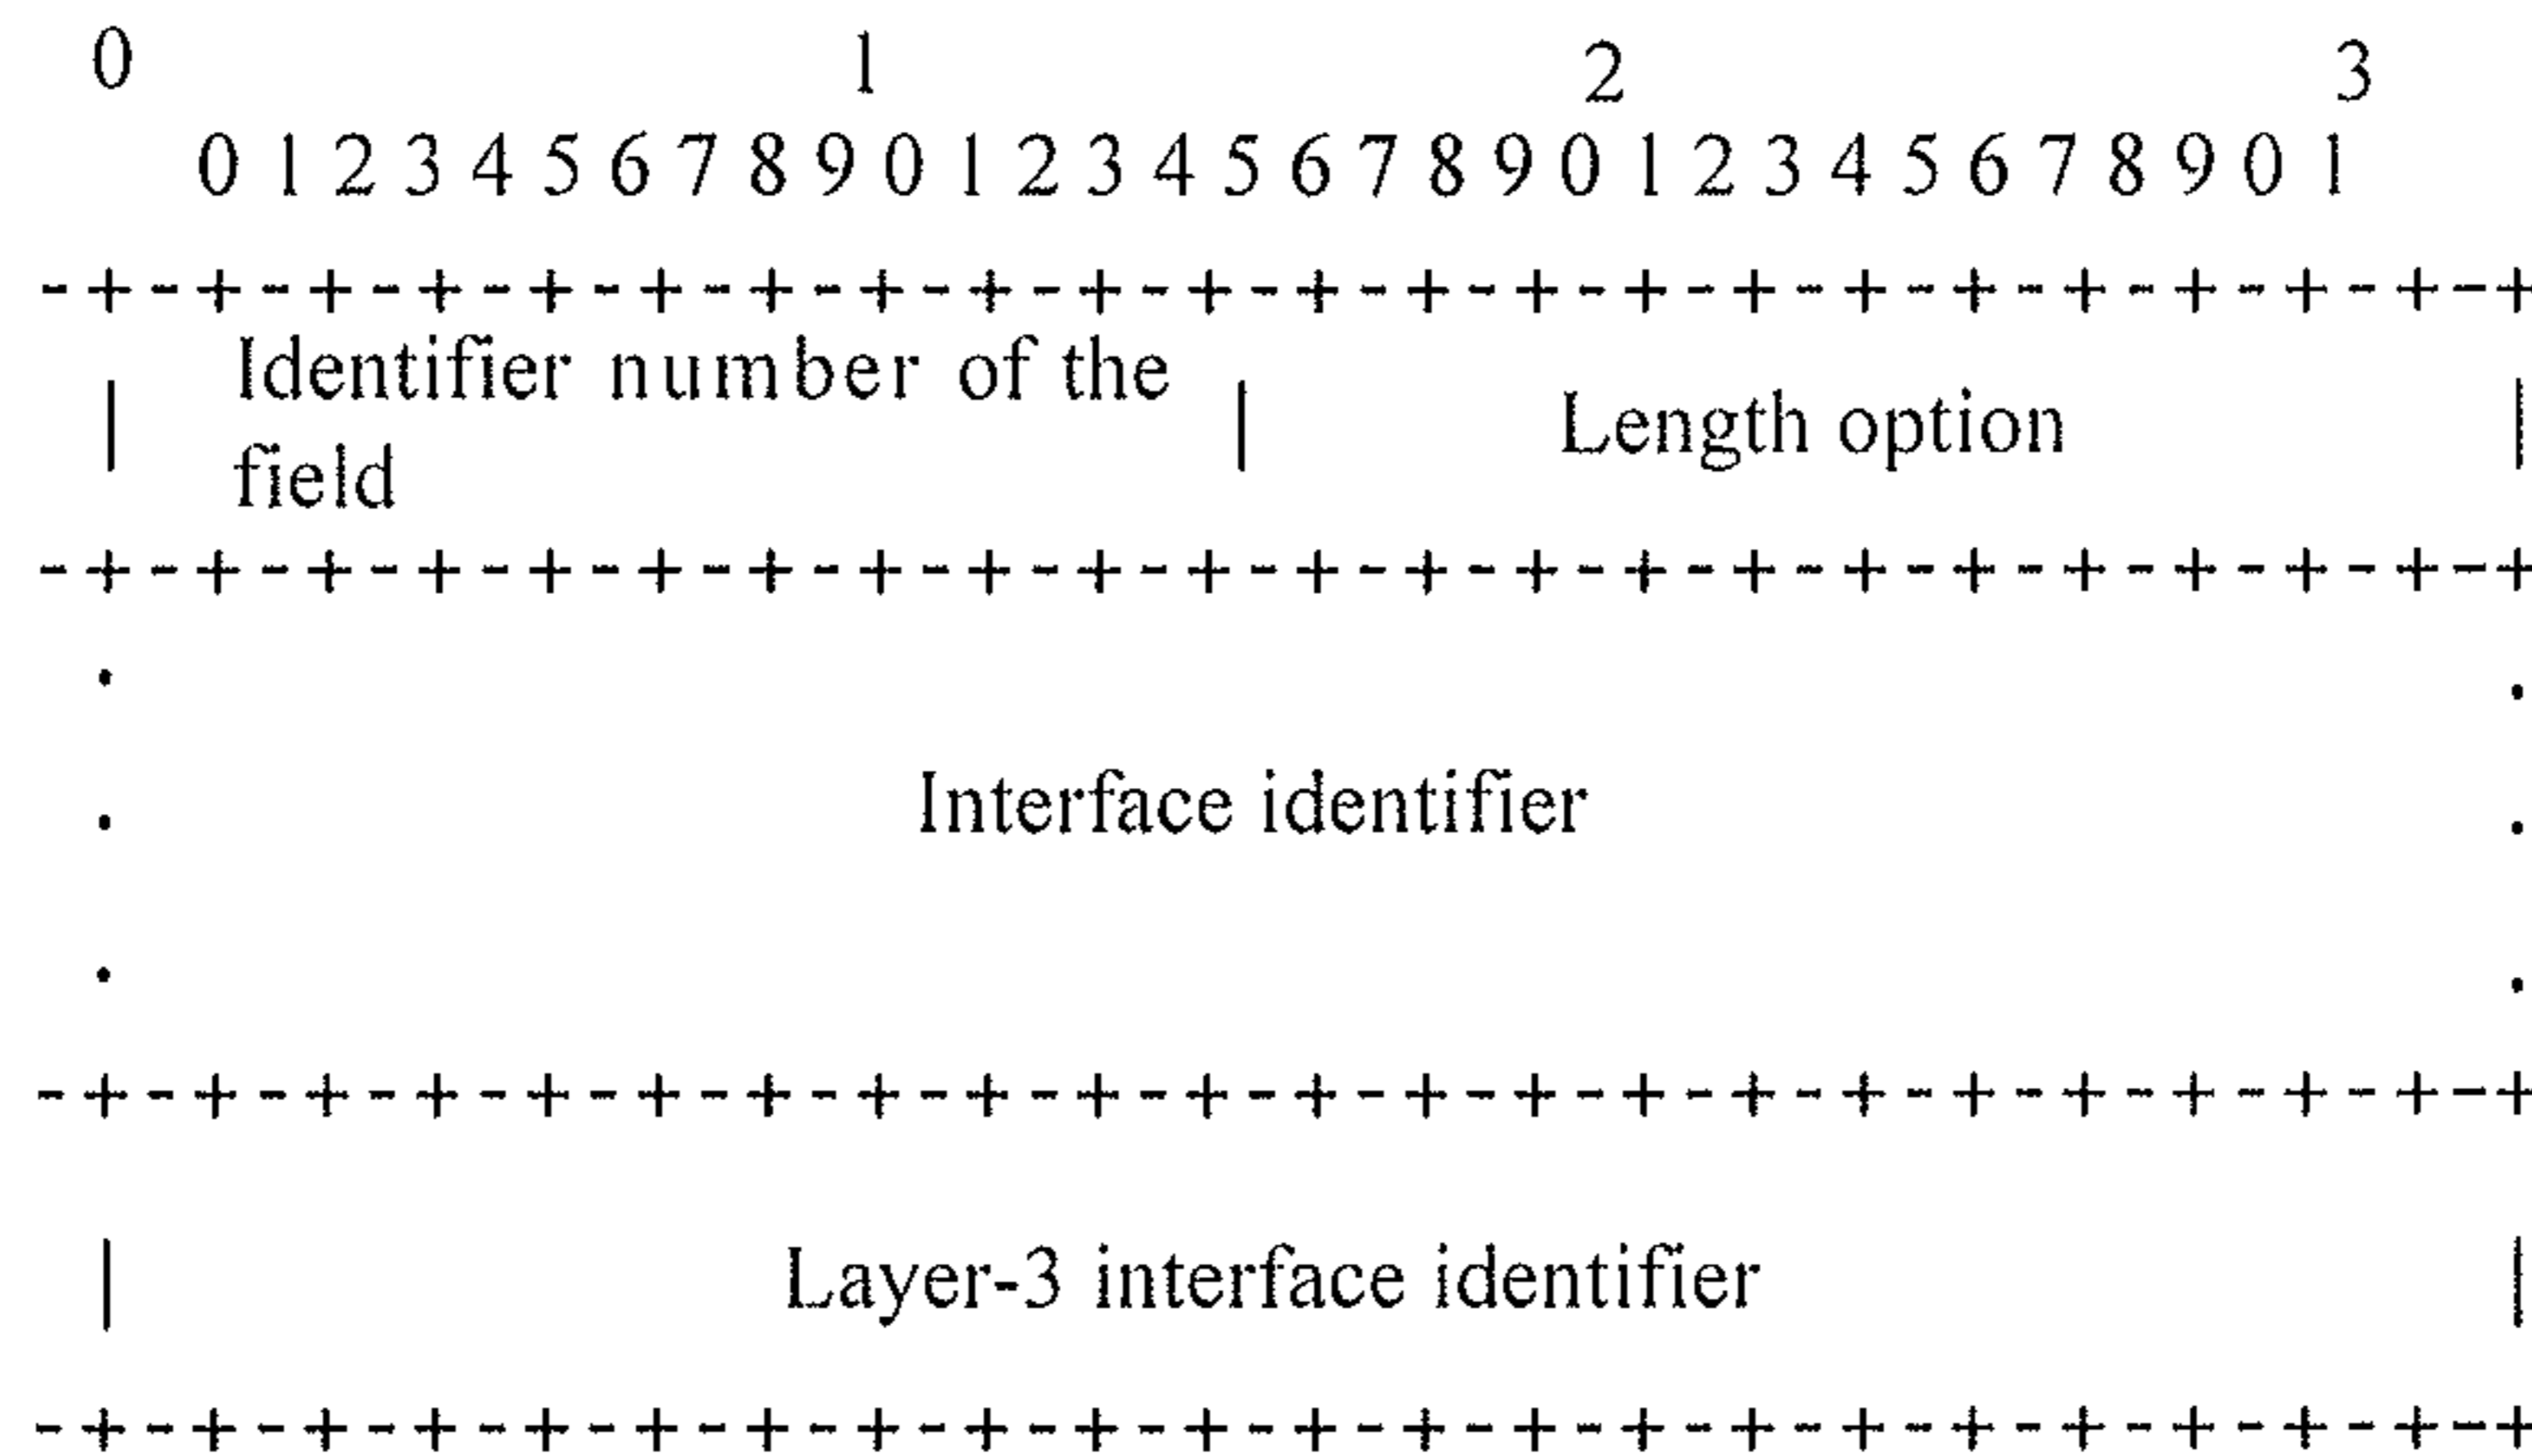 0 1 2 3
0 1 2 3 4 5 6 7 8 9 0 1 2 3 4 5 6 7 8 9 0 1 2 3 4 5 6 7 8 9 0 1
-+-+-+-+-+-+-+-+-+-+-+-+-+-+-+-+-+-+-+-+-+-+-+
| Identifier number of the field | Length option |
-+-+-+-+-+-+-+-+-+-+-+-+-+-+-+-+-+-+-+-+-+-+-+
. .
. Interface identifier .
. .
-+-+-+-+-+-+-+-+-+-+-+-+-+-+-+-+-+-+-+-+-+-+-+
| Layer-3 interface identifier |
-+-+-+-+-+-+-+-+-+-+-+-+-+-+-+-+-+-+-+-+-+-+-+